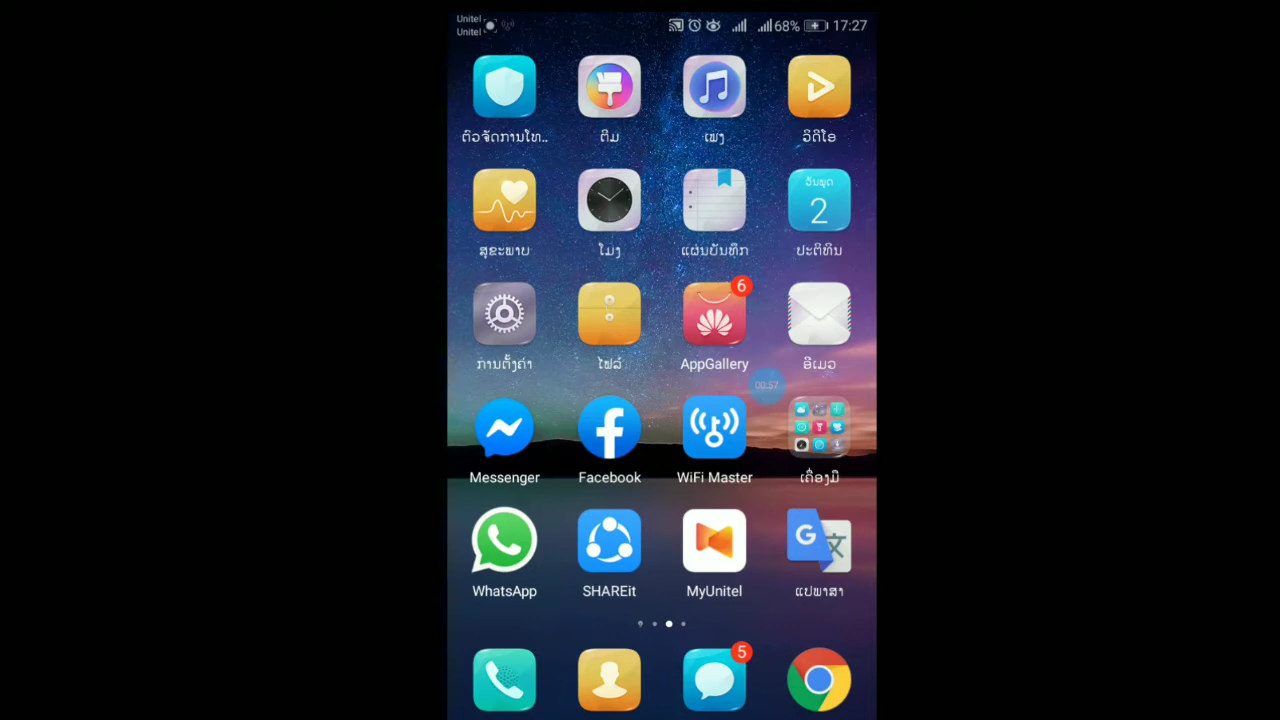 Unitel
Unitel
68% 17:27
ຕົວຈັດການໂທ..
ຕີມ
ເພງ
ວິດີໂອ
ວັນພຸດ
2
ສຸຂະພາບ
ໂມງ
ແຜ່ນບັນທຶກ
ປະຕິທິນ
6
ການຕັ້ງຄ່າ
ໄຟລ໌
AppGallery
ອີເມວ
00:57
Messenger
Facebook
WiFi Master
ເຄື່ອງມື
WhatsApp
SHAREit
MyUnitel
ແປພາສາ
5